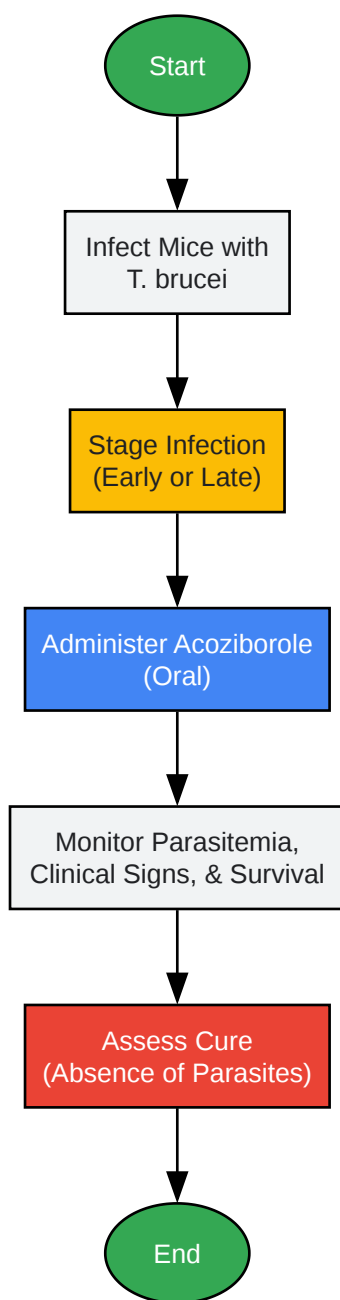 Start
Infect Mice with
T. brucei
Stage Infection
(Early or Late)
Administer Acoziborole
(Oral)
Monitor Parasitemia,
Clinical Signs, & Survival
Assess Cure
(Absence of Parasites)
End